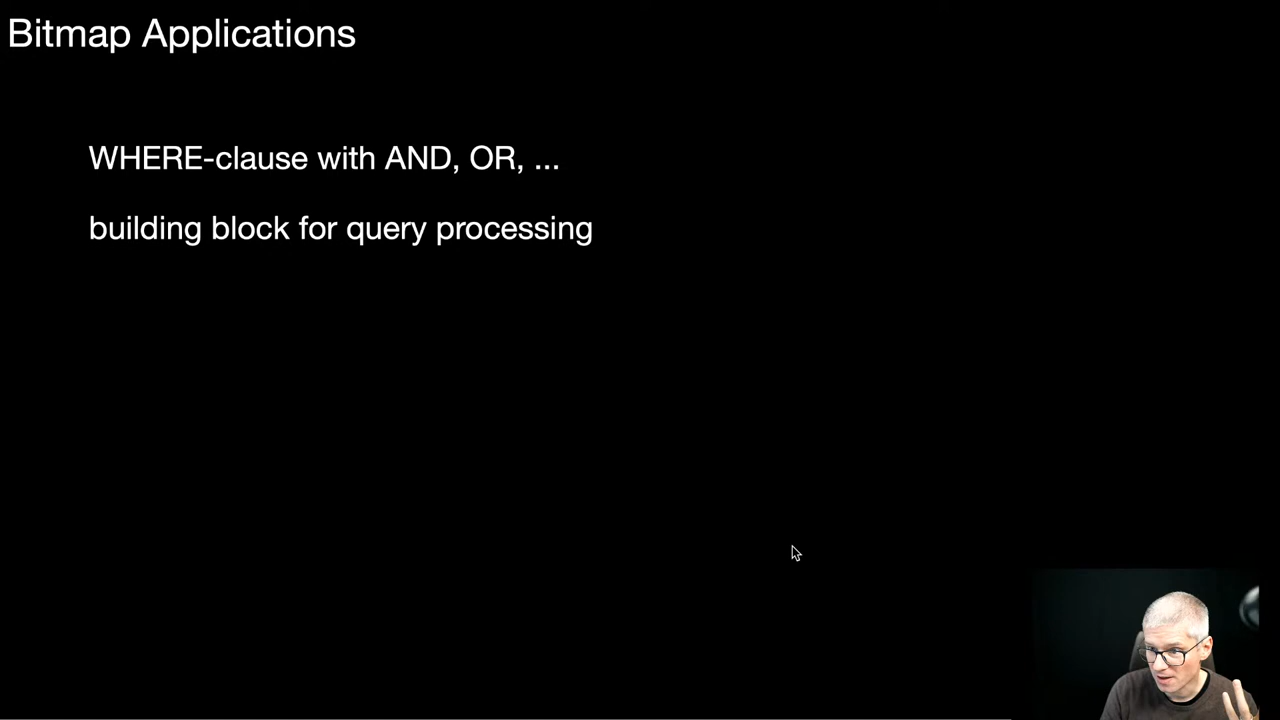 Bitmap Applications
WHERE-clause with AND, OR, ...
building block for query processing